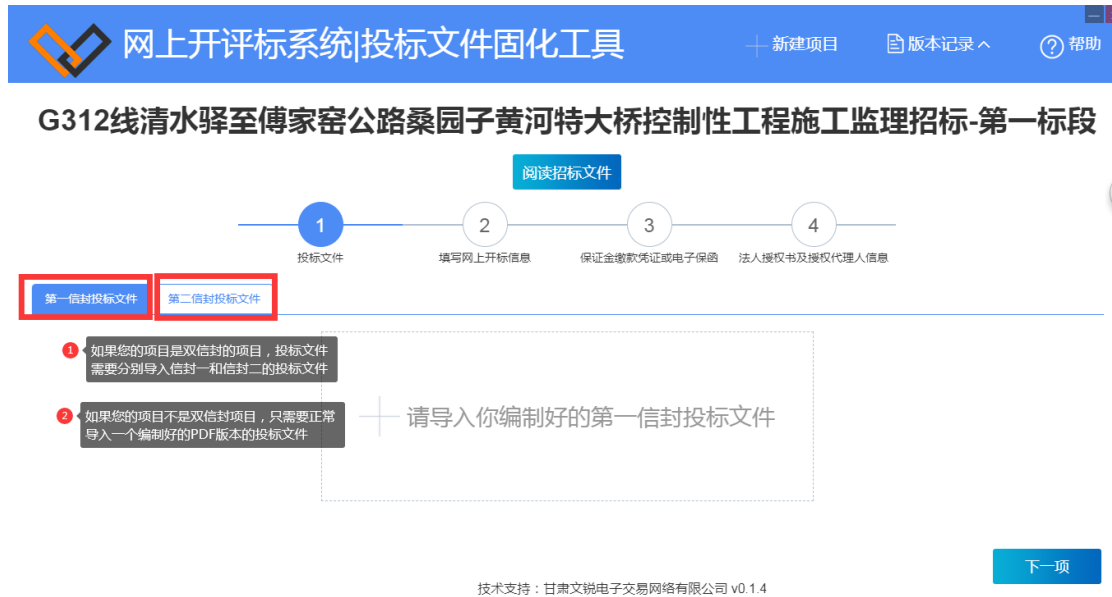 网上开评标系统|投标文件固化工具
新建项目
版本记录
帮助
G312线清水驿至傅家窑公路桑园子黄河特大桥控制性工程施工监理招标-第一标段
阅读招标文件
1
2
3
4
投标文件
填写网上开标信息
保证金缴款凭证或电子保函
法人授权书及授权代理人信息
第一信封投标文件
第二信封投标文件
1 如果您的项目是双信封的项目，投标文件
需要分别导入信封一和信封二的投标文件
2 如果您的项目不是双信封项目，只需要正常
导入一个编制好的PDF版本的投标文件
请导入你编制好的第一信封投标文件
下一项
技术支持：甘肃文锐电子交易网络有限公司 v0.1.4